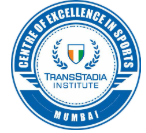 CENTRE OF EXCELLENCE IN SPORTS
TRANSSTADIA
INSTITUTE
MUMBAI